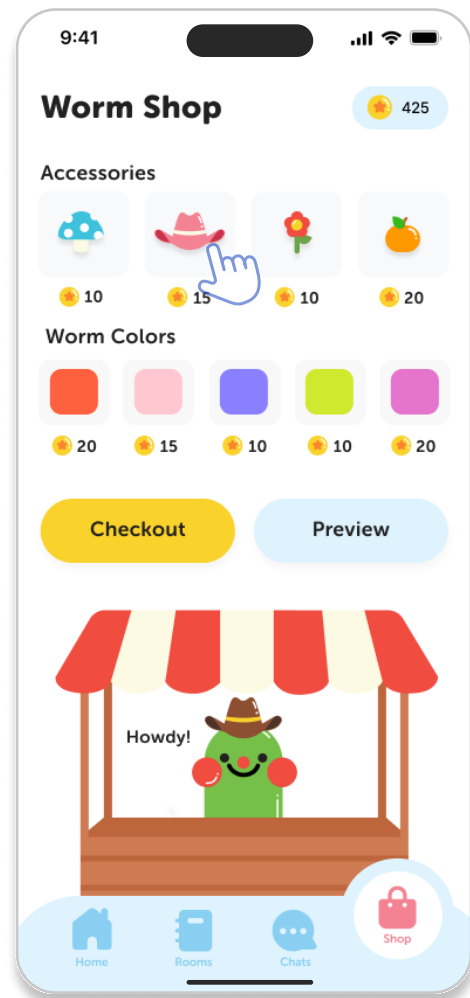 9:41
Worm Shop
425
Accessories
10 15 10 20
Worm Colors
20 15 10 10 20
Checkout Preview
Howdy!
Home Rooms Chats Shop